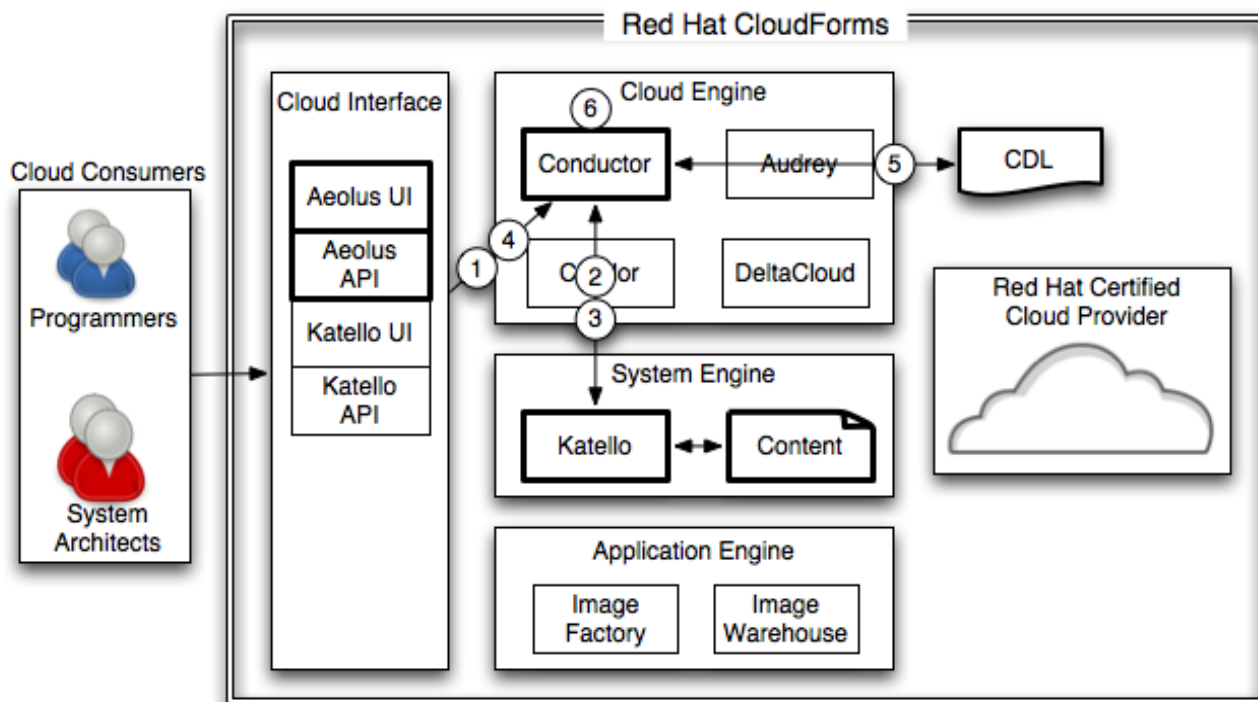 Red Hat CloudForms
Cloud Consumers
Programmers
System
Architects
Cloud Interface
Aeolus UI
Aeolus
API
Katello UI
Katello
API
Cloud Engine
6
Conductor
Audrey
5
CDL
1
4
2
DeltaCloud
3
System Engine
Katello
Content
Application Engine
Image
Factory
Image
Warehouse
Red Hat Certified
Cloud Provider